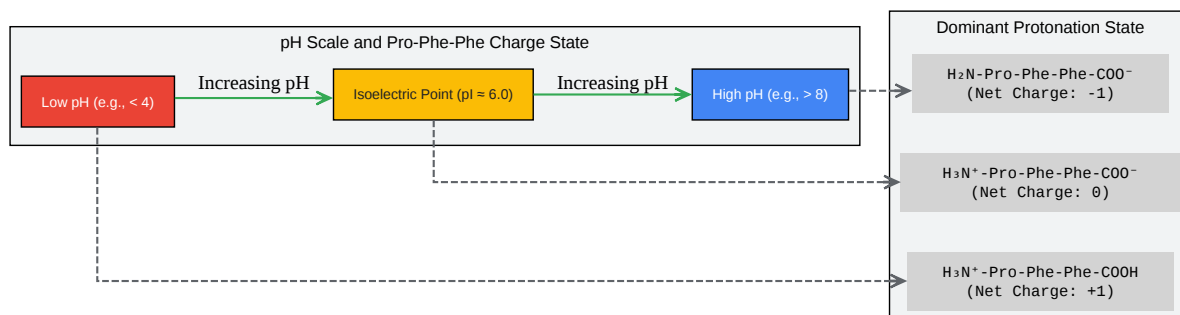 pH Scale and Pro-Phe-Phe Charge State
Low pH (e.g., < 4)
Increasing pH
Isoelectric Point (pI ≈ 6.0)
Increasing pH
High pH (e.g., > 8)
Dominant Protonation State
H₂N-Pro-Phe-Phe-COO⁻
(Net Charge: -1)
H₃N⁺-Pro-Phe-Phe-COO⁻
(Net Charge: 0)
H₃N⁺-Pro-Phe-Phe-COOH
(Net Charge: +1)